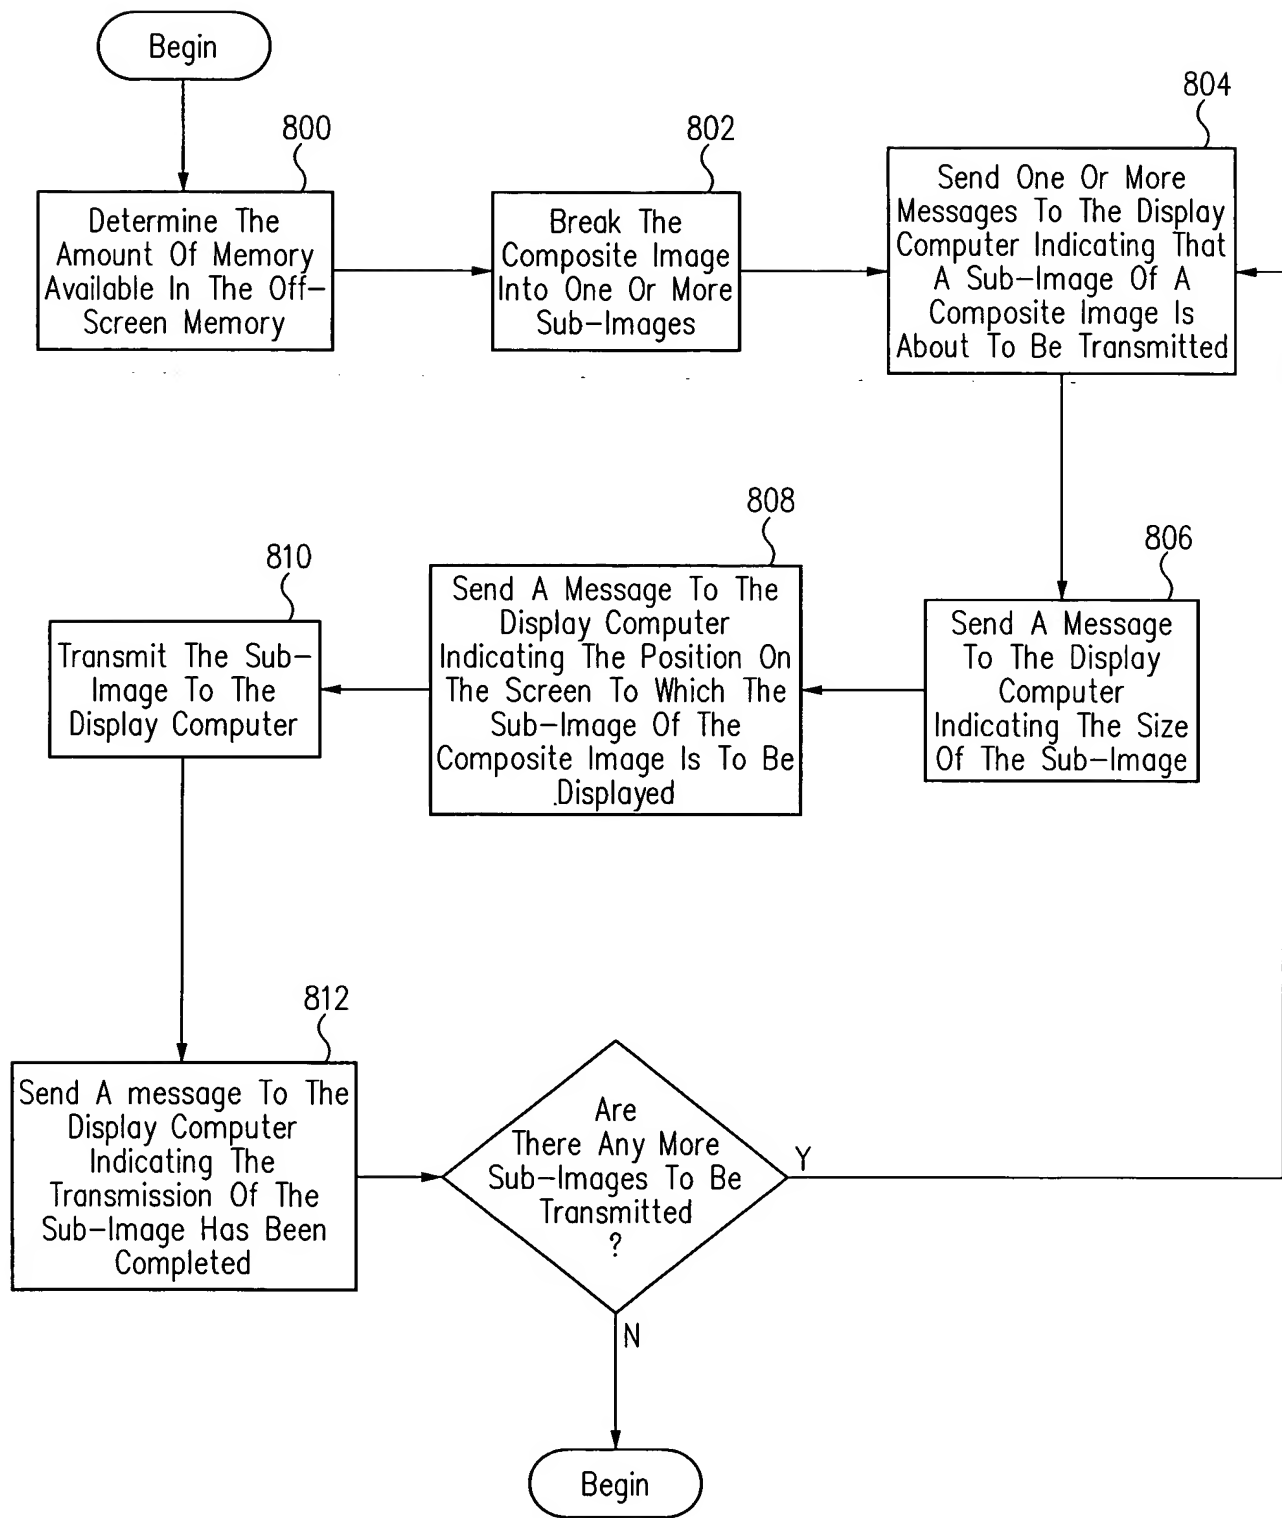 Begin
800
Determine The
Amount Of Memory
Available In The Off-
Screen Memory
802
Break The
Composite Image
Into One Or More
Sub-Images
804
Send One Or More
Messages To The Display
Computer Indicating That
A Sub-Image Of A
Composite Image Is
About To Be Transmitted
806
Send A Message
To The Display
Computer
Indicating The Size
Of The Sub-Image
808
Send A Message To The
Display Computer
Indicating The Position On
The Screen To Which The
Sub-Image Of The
Composite Image Is To Be
Displayed
810
Transmit The Sub-
Image To The
Display Computer
812
Send A message To The
Display Computer
Indicating The
Transmission Of The
Sub-Image Has Been
Completed
Are
There Any More
Sub-Images To Be
Transmitted
?
Y
N
Begin